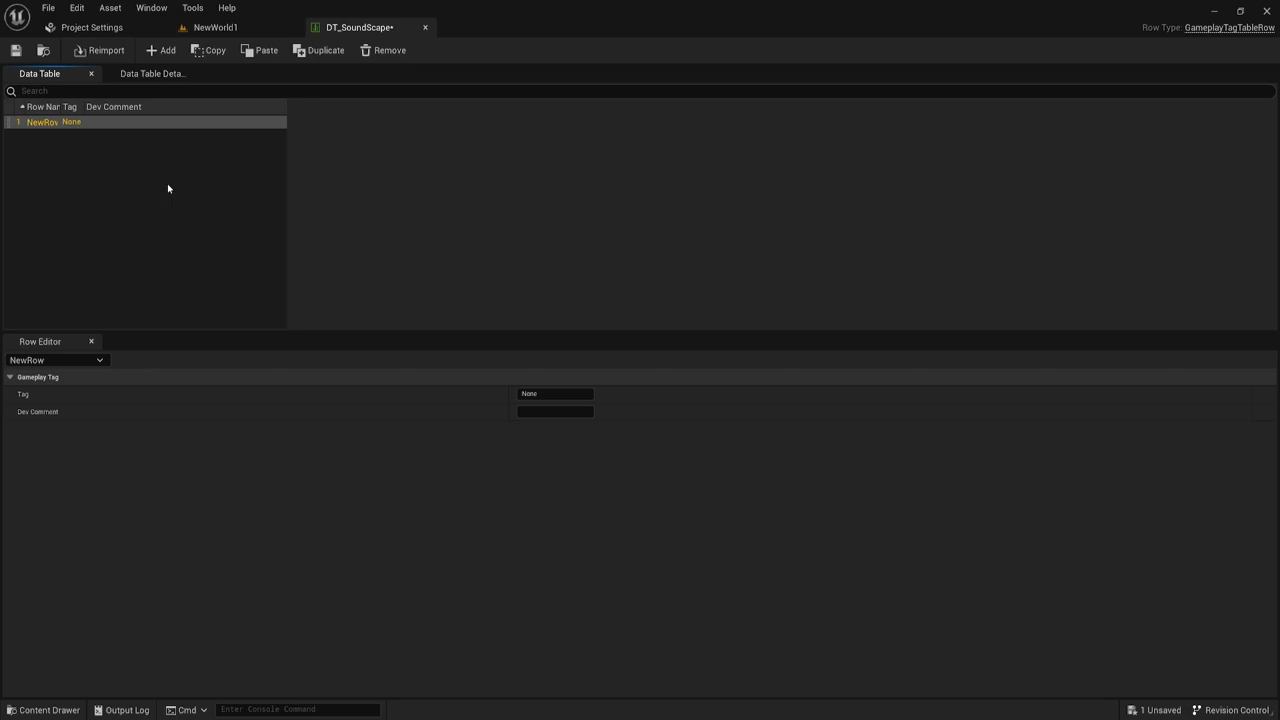 File Edit Asset Window Tools Help
Project Settings NewWorld1 DT_SoundScape• Row Type: GameplayTagTableRow
Reimport Add Copy Paste Duplicate Remove
Data Table Data Table Deta...
Search
Row Nar Tag Dev Comment
1 NewRov None
Row Editor
NewRow
Gameplay Tag
Tag None
Dev Comment
Content Drawer Output Log Cmd Enter Console Command 1 Unsaved Revision Control